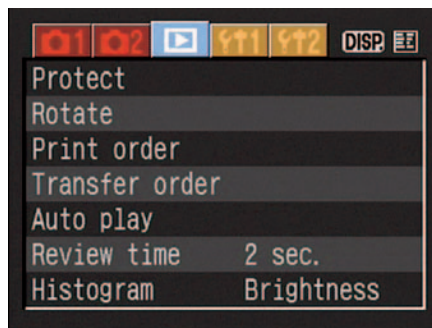 1 2 1 2 DISP.
Protect
Rotate
Print order
Transfer order
Auto play
Review time 2 sec.
Histogram Brightness